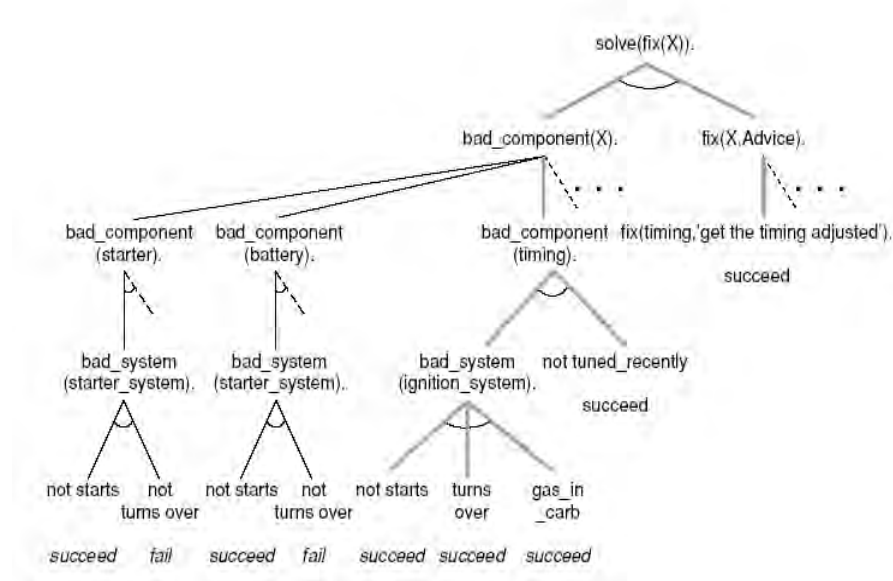 solve(fix(X)).
bad_component(X). fix(X,Advice).
. . . . . .
bad_component bad_component bad_component fix(timing,'get the timing adjusted').
(starter). (battery). (timing).
succeed
bad_system bad_system bad_system not tuned_recently
(starter_system). (starter_system). (ignition_system).
succeed
not starts not not starts not not starts turns gas_in
turns over turns over over _carb
succeed fail succeed fail succeed succeed succeed